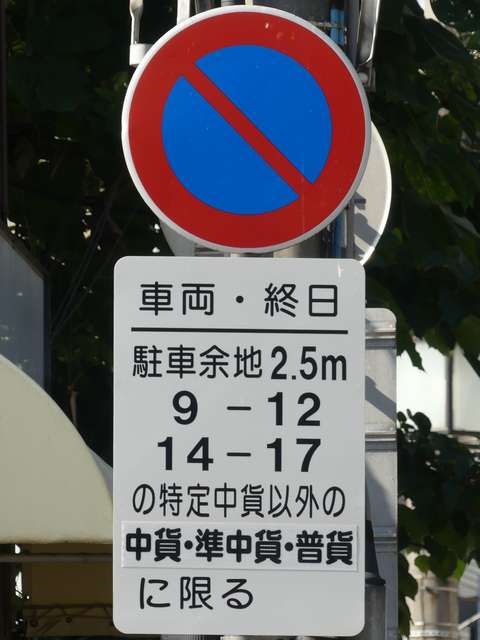 車両・終日
駐車余地2.5m
9-12
14-17
の特定中貨以外の
中貨・準中貨・普貨
に限る